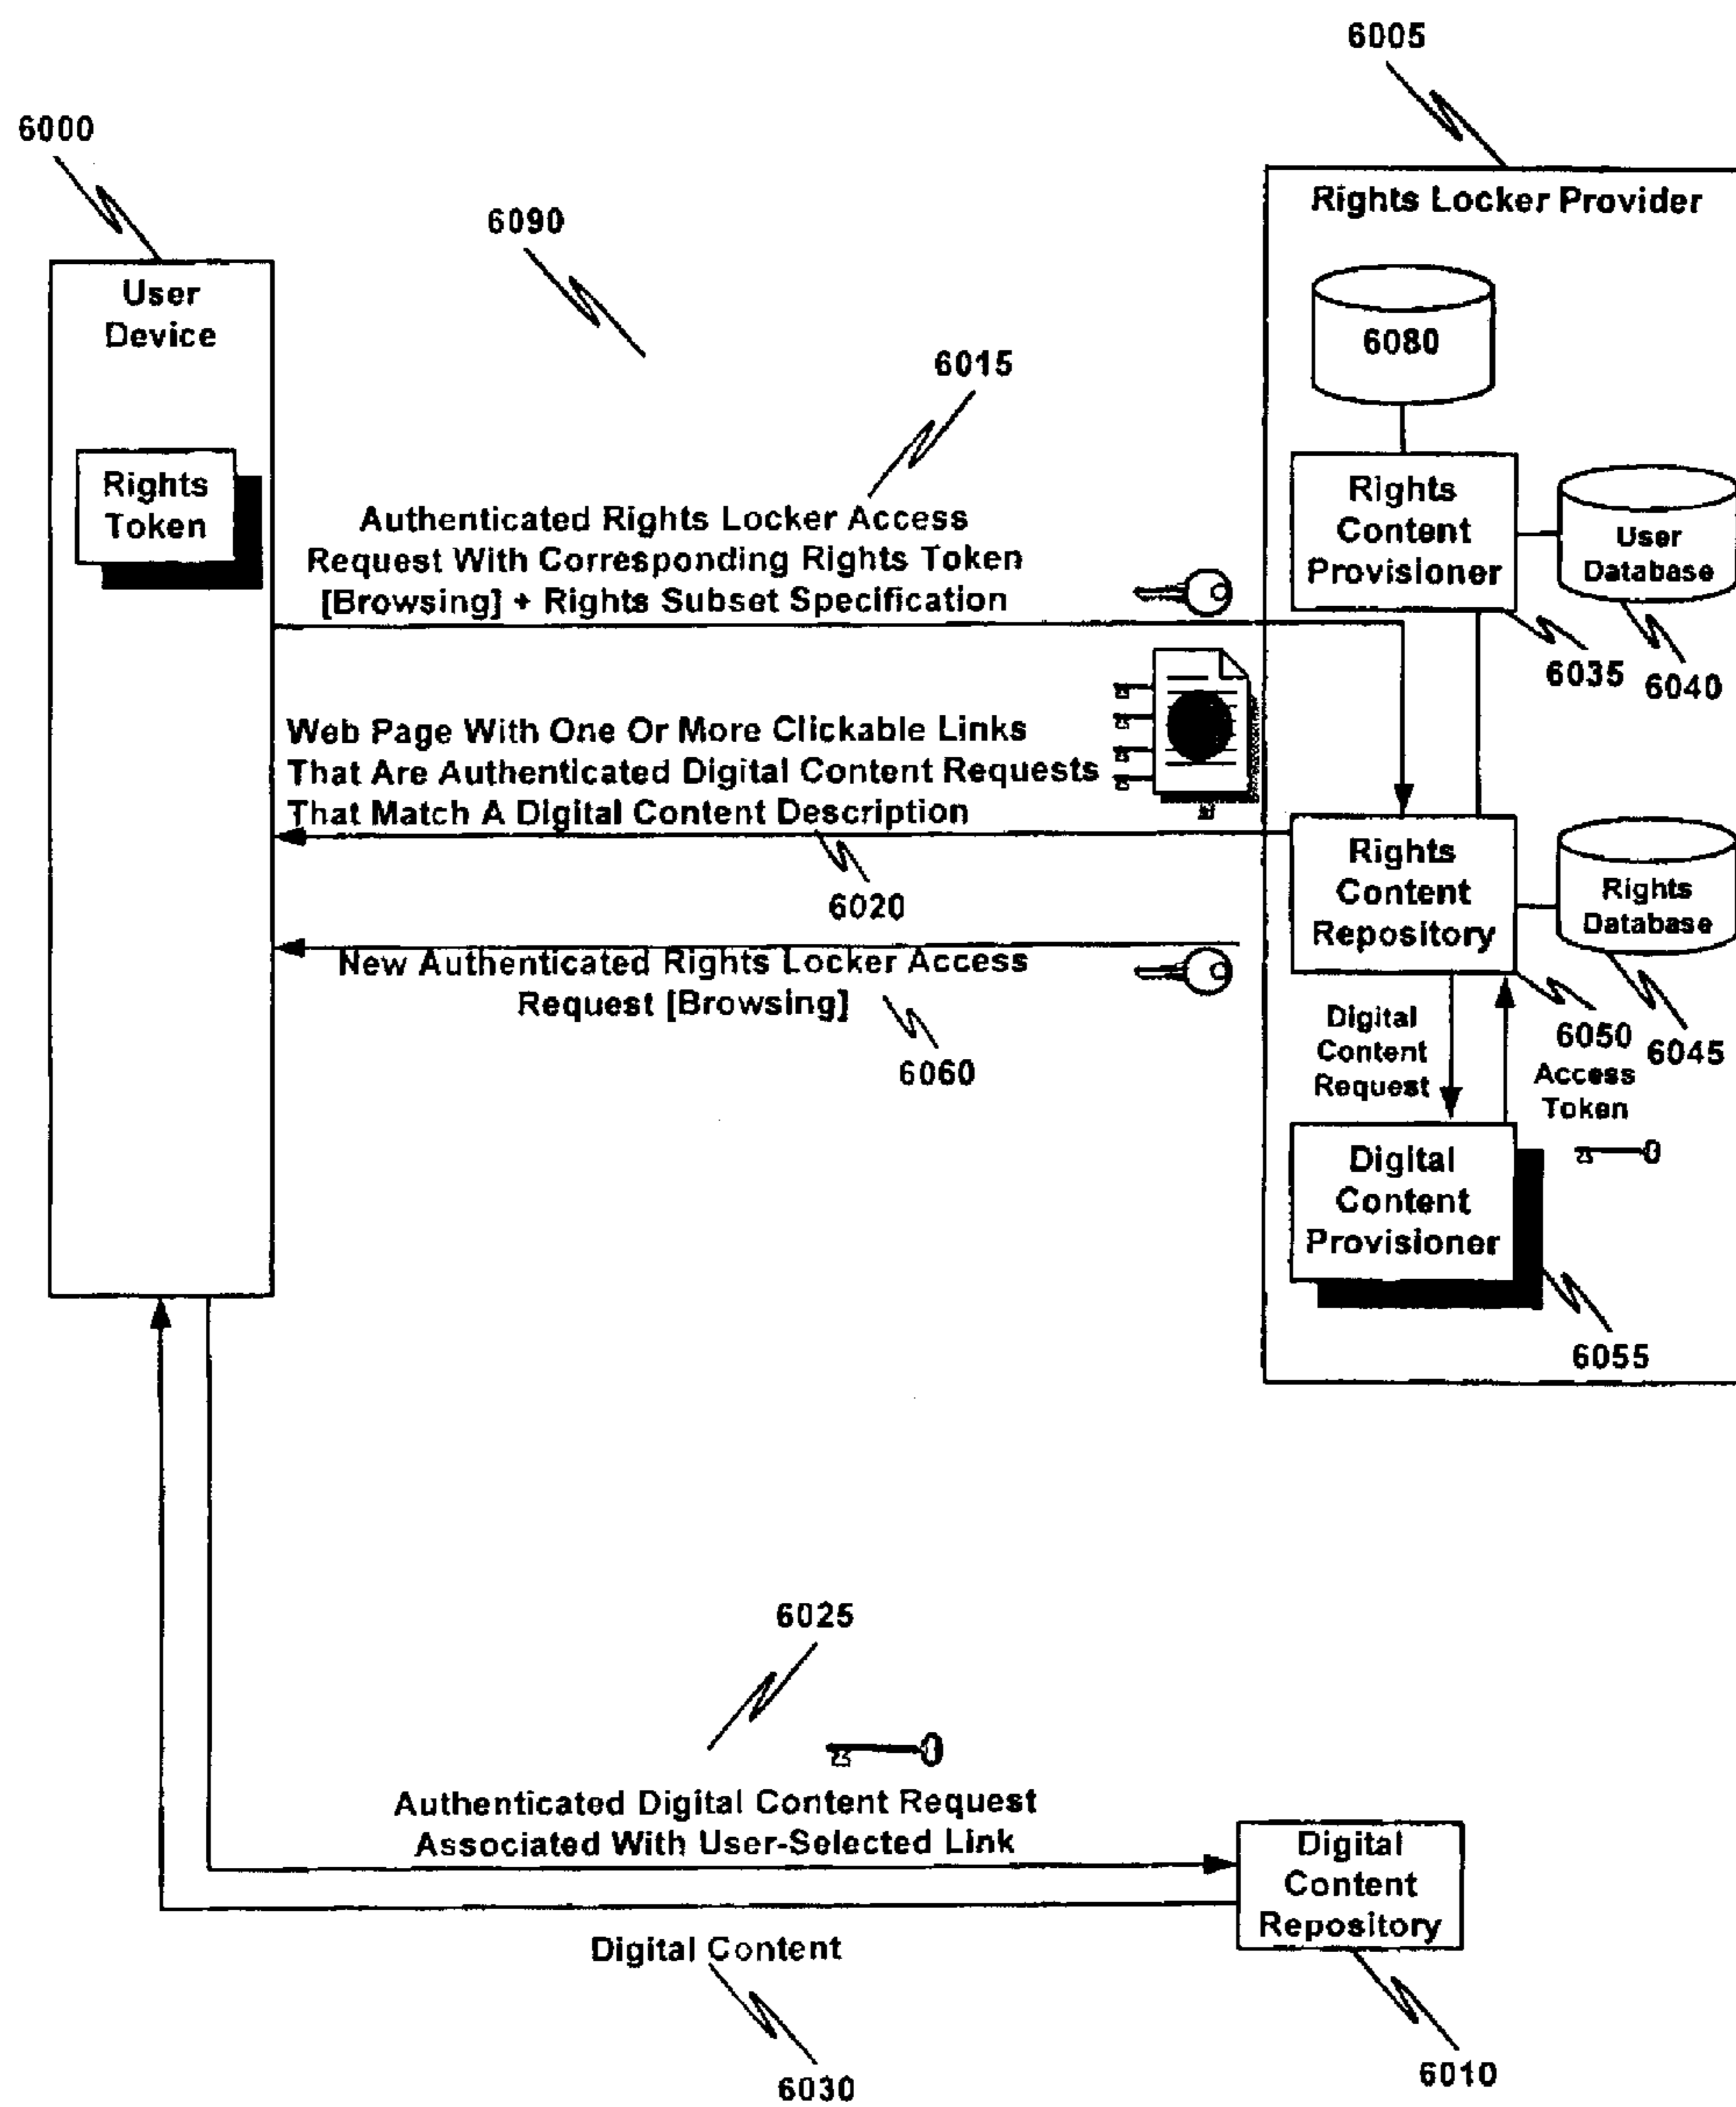 6005
6000
6090
Rights Locker Provider
User
Device
6080
6015
Rights
Token
Rights
Content
Provisioner
User
Database
Authenticated Rights Locker Access
Request With Corresponding Rights Token
[Browsing] + Rights Subset Specification
6035
6040
Web Page With One Or More Clickable Links
That Are Authenticated Digital Content Requests
That Match A Digital Content Description
6020
Rights
Content
Repository
Rights
Database
New Authenticated Rights Locker Access
Request [Browsing]
6060
Digital
Content
Request
6050
6045
Access
Token
Digital
Content
Provisioner
6055
6025
Authenticated Digital Content Request
Associated With User-Selected Link
Digital
Content
Repository
Digital Content
6030
6010